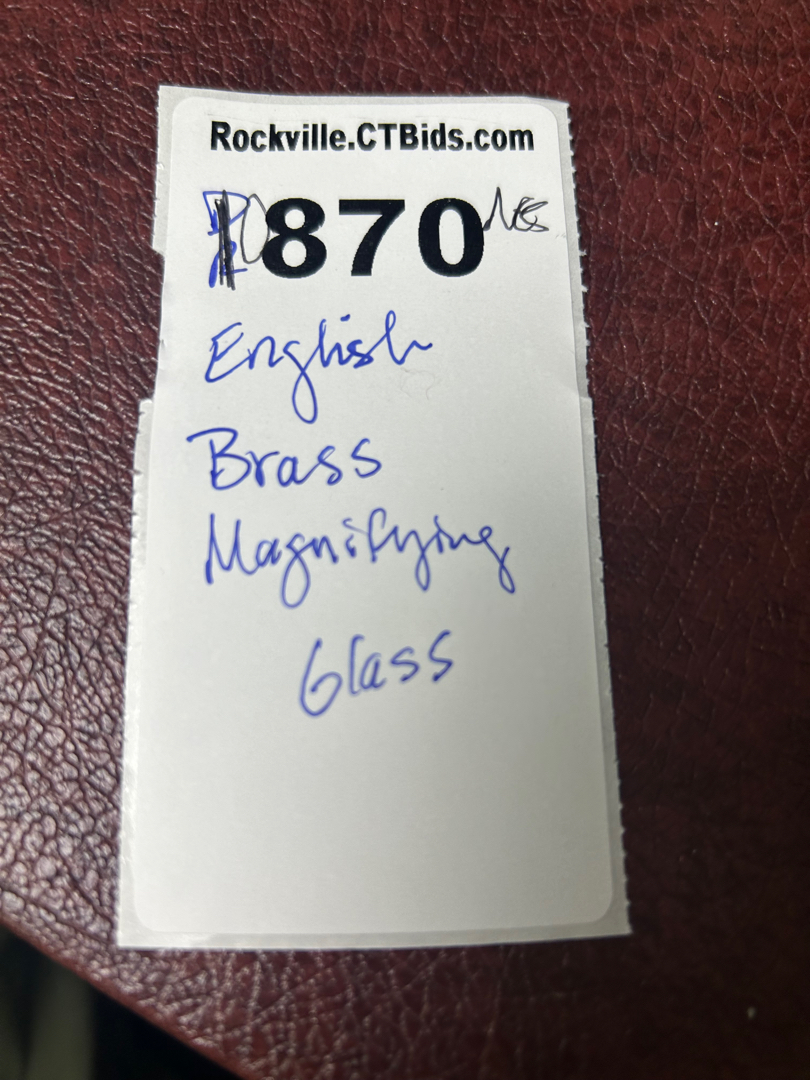 Rockville.CTBids.com
870
English
Brass
Magnifying
Glass